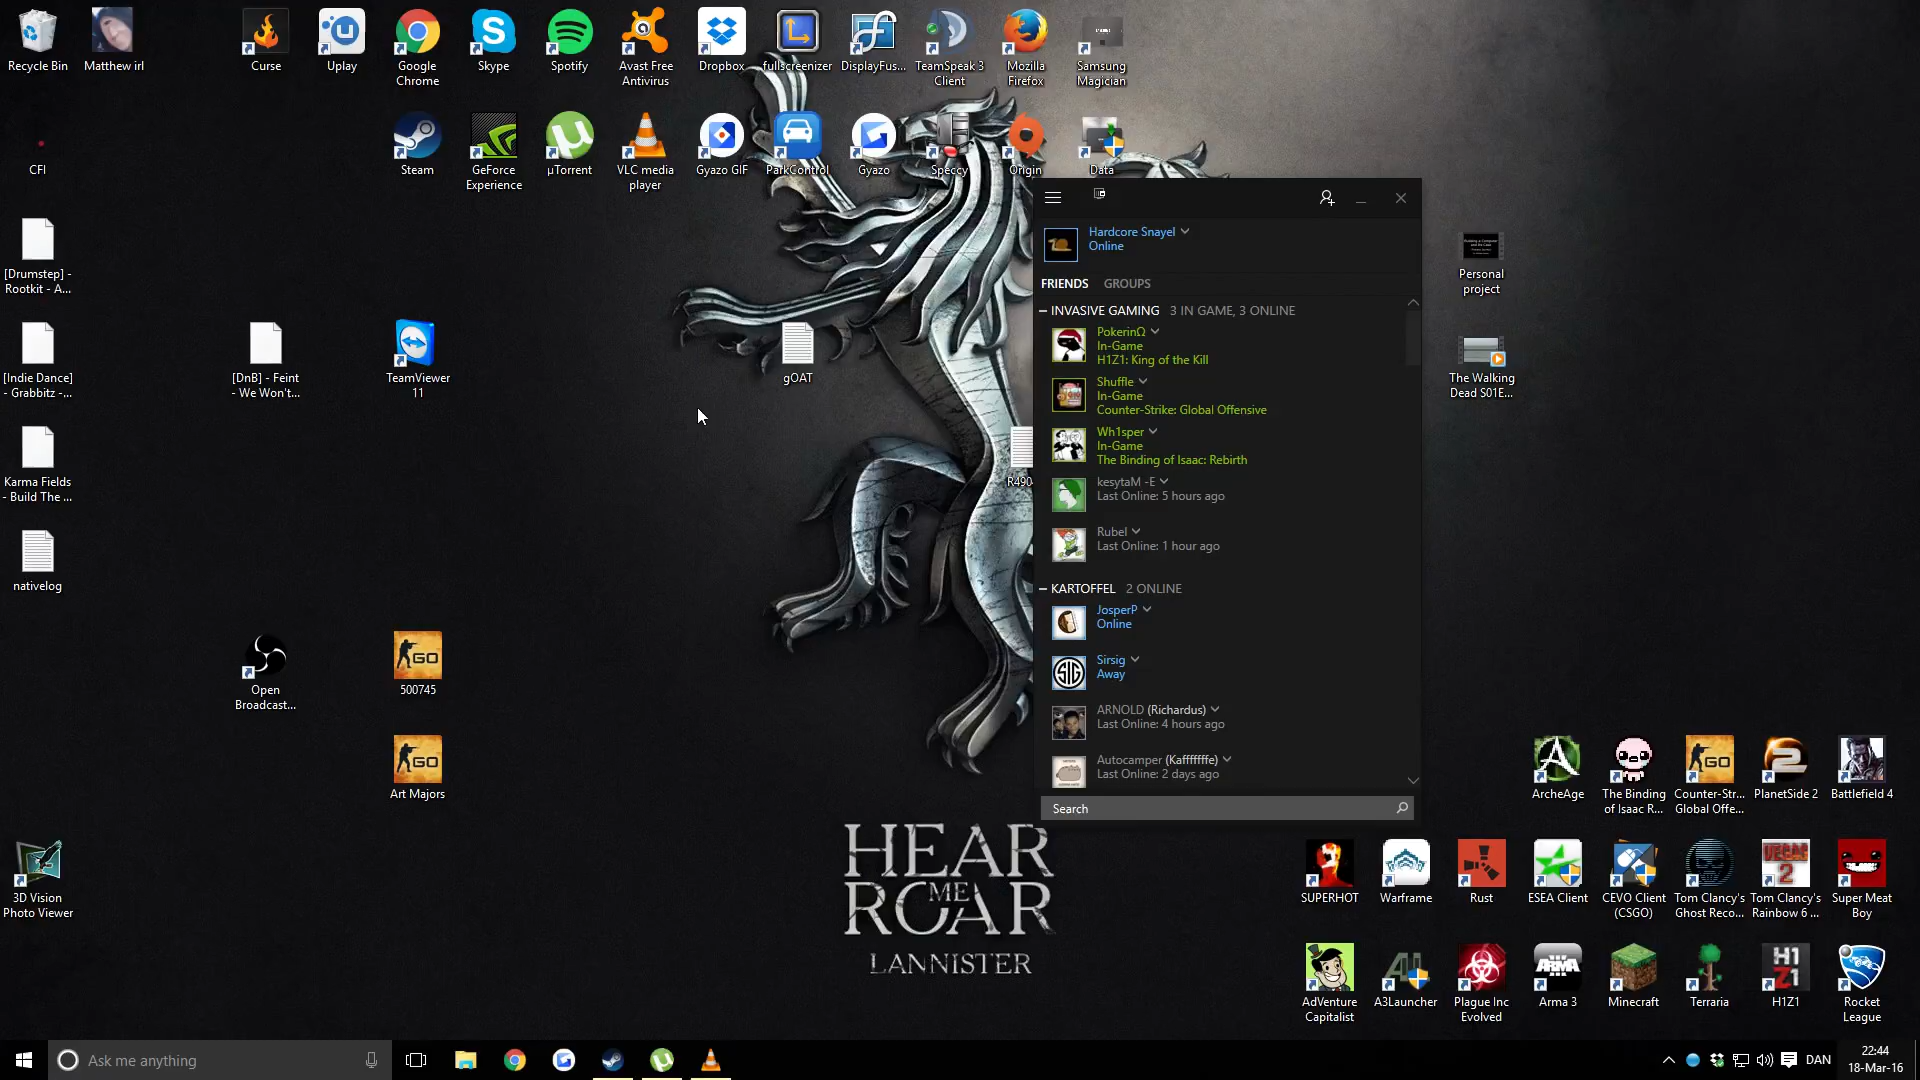 Recycle Bin
Matthew irl
Curse
Uplay
Google
Chrome
Skype
Spotify
Avast Free
Antivirus
Dropbox
fullscreenizer
DisplayFus...
TeamSpeak 3
Client
Mozilla
Firefox
Samsung
Magician
CFI
Steam
GeForce
Experience
µTorrent
VLC media
player
Gyazo GIF
ParkControl
Gyazo
Speccy
Origin
Data
[Drumstep] -
Rootkit - A...
[Indie Dance]
- Grabbitz -...
[DnB] - Feint
- We Won't...
TeamViewer
11
gOAT
R490
Karma Fields
- Build The ...
nativelog
Open
Broadcast...
GO
500745
GO
Art Majors
3D Vision
Photo Viewer
Hardcore Snayel
Online
FRIENDS GROUPS
INVASIVE GAMING 3 IN GAME, 3 ONLINE
PokerinΩ
In-Game
H1Z1: King of the Kill
Shuffle
In-Game
Counter-Strike: Global Offensive
Wh1sper
In-Game
The Binding of Isaac: Rebirth
kesytaM -E
Last Online: 5 hours ago
Rubel
Last Online: 1 hour ago
KARTOFFEL 2 ONLINE
JosperP
Online
SIG
Sirsig
Away
ARNOLD (Richardus)
Last Online: 4 hours ago
Autocamper (Kafffffffe)
Last Online: 2 days ago
Search
Personal
project
The Walking
Dead S01E...
HEAR
ME
ROAR
LANNISTER
ArcheAge
The Binding
of Isaac R...
GO
Counter-Str...
Global Offe...
PlanetSide 2
Battlefield 4
SUPERHOT
Warframe
Rust
ESEA Client
CEVO Client
(CSGO)
Tom Clancy's
Ghost Reco...
VEGAS
2
Tom Clancy's
Rainbow 6 ...
Super Meat
Boy
AdVenture
Capitalist
A3Launcher
Plague Inc
Evolved
ARMA
Arma 3
Minecraft
Terraria
H1
Z1
H1Z1
Rocket
League
Ask me anything
DAN
22:44
18-Mar-16